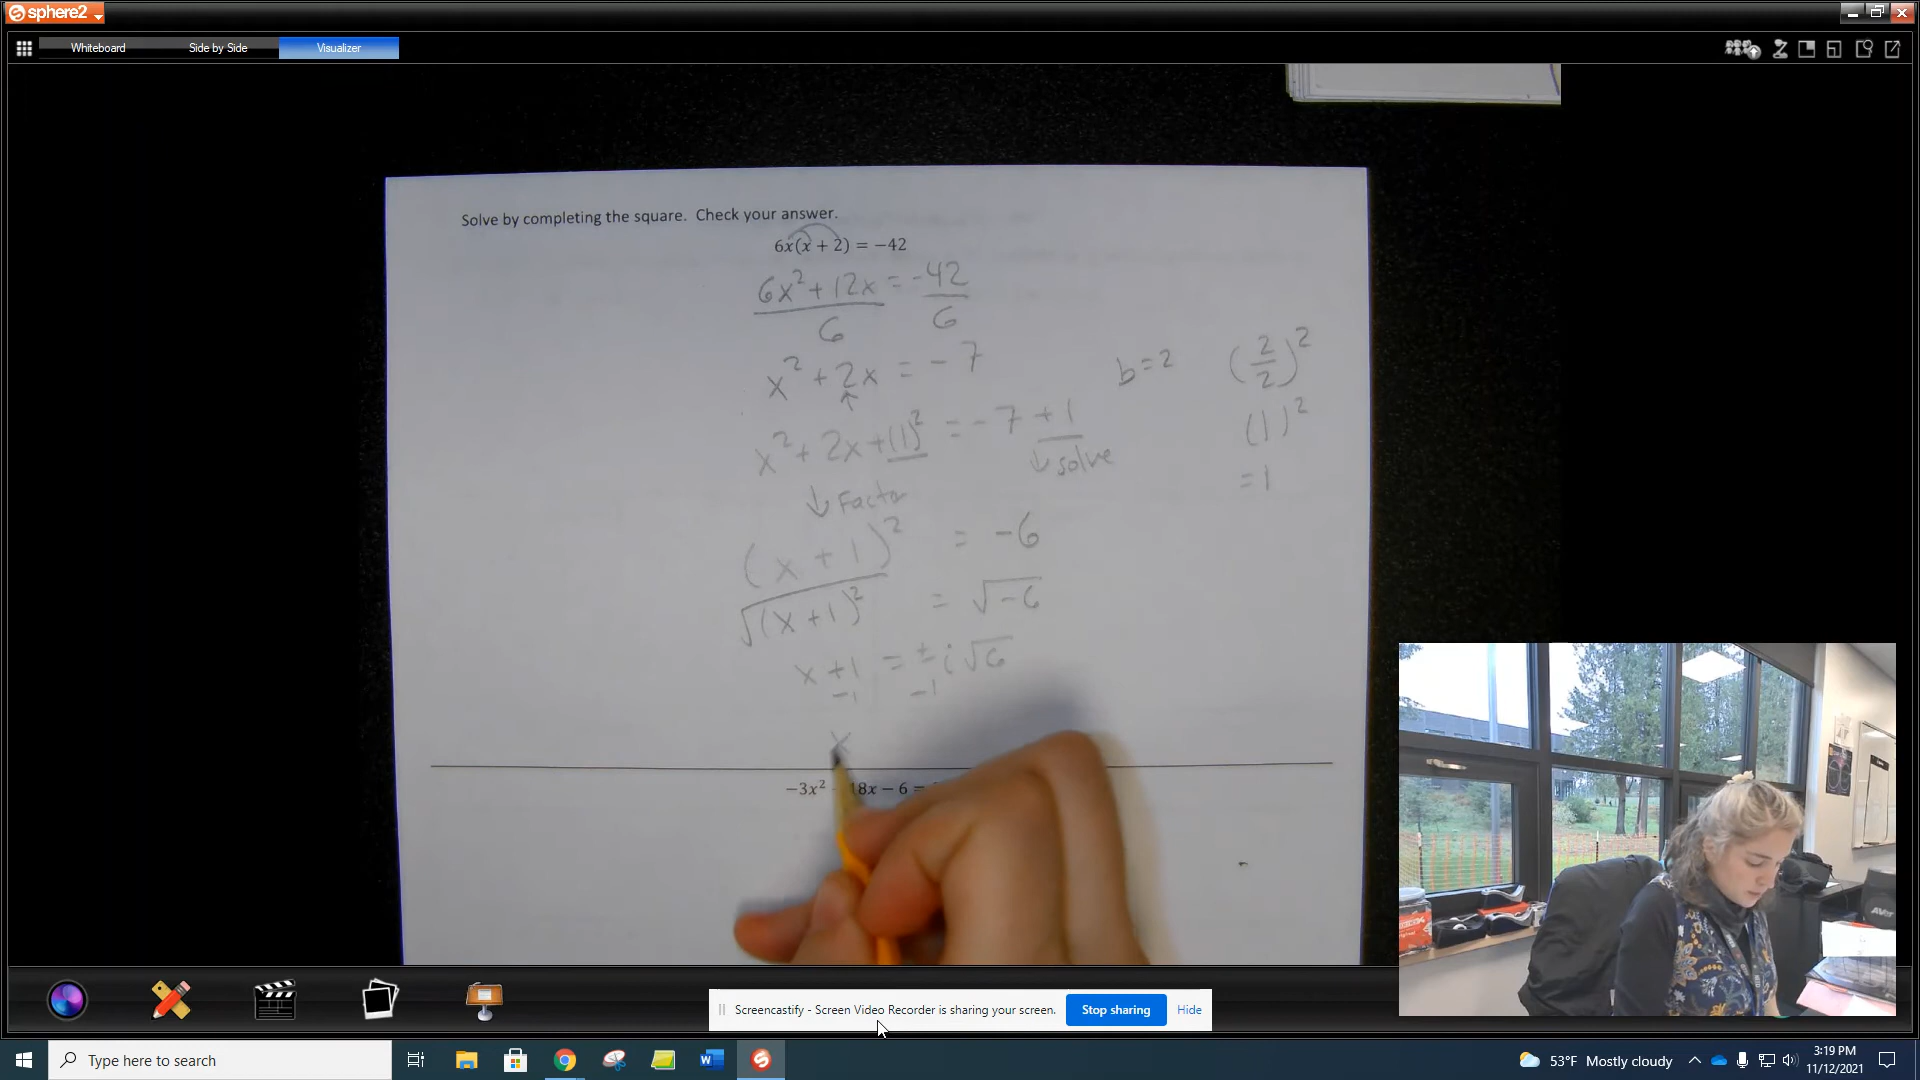 sphere2
Whiteboard Side by Side Visualizer
Solve by completing the square. Check your answer.
6x(x + 2) = −42
6x² + 12x = -42
6 6
x² + 2x = -7
b = 2 (2/2)²
x² + 2x + (1)² = -7 + 1
(1)²
↓ solve
= 1
↓ Factor
(x + 1)² = -6
√(x+1)² = √-6
x + 1 = ± i√6
-1 -1
x
−3x² 18x − 6 =
AVer
Screencastify - Screen Video Recorder is sharing your screen. Stop sharing Hide
Type here to search
53°F Mostly cloudy
3:19 PM
11/12/2021